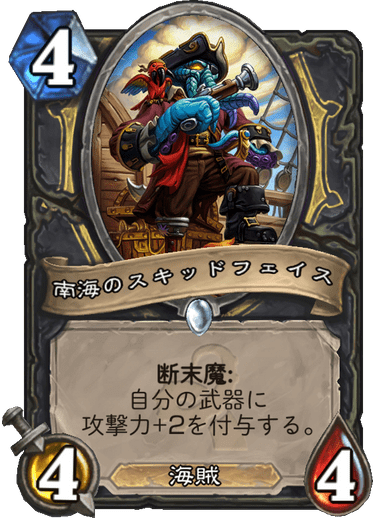 4
南海のスキッドフェイス
断末魔:
自分の武器に
攻撃力+2を付与する。
4
海賊
4